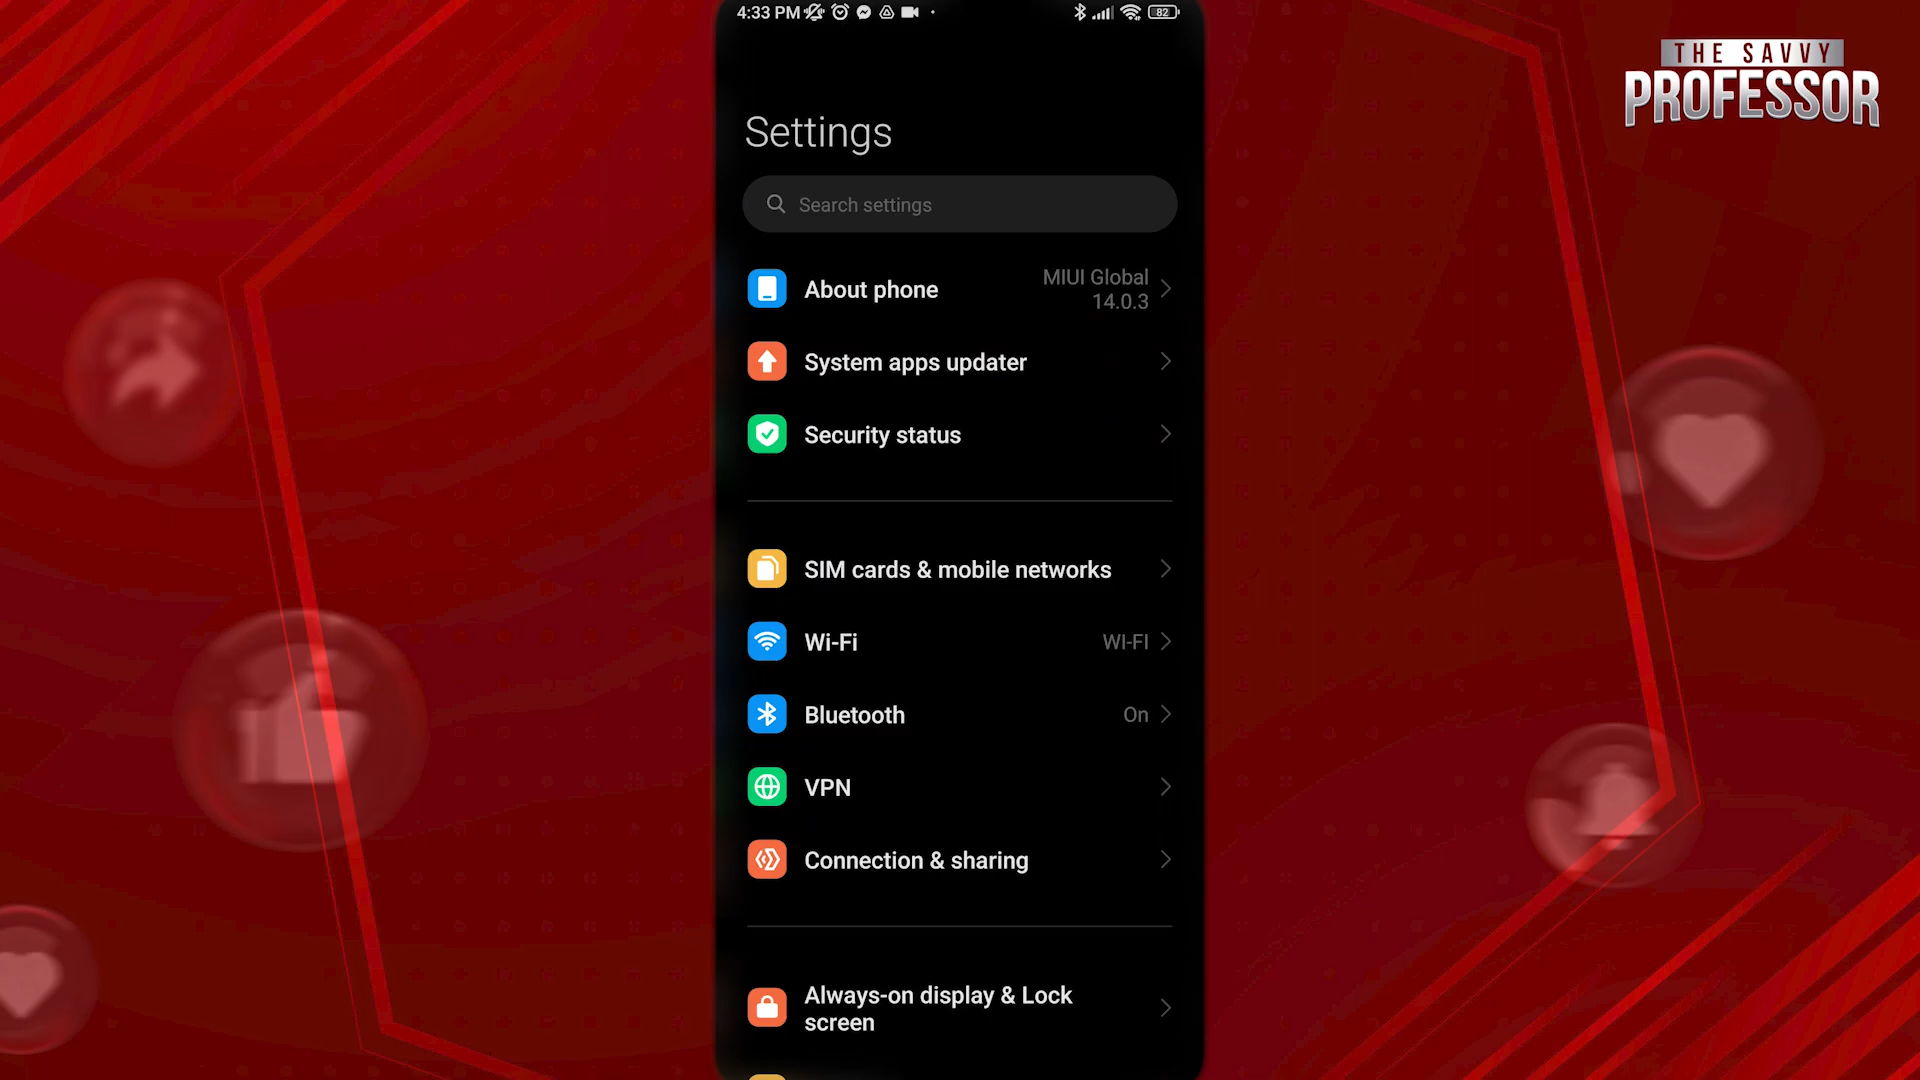 4:33 PM
82
THE SAVVY
PROFESSOR
Settings
Search settings
About phone
MIUI Global
14.0.3
System apps updater
Security status
SIM cards & mobile networks
Wi-Fi
WI-FI
Bluetooth
On
VPN
Connection & sharing
Always-on display & Lock
screen